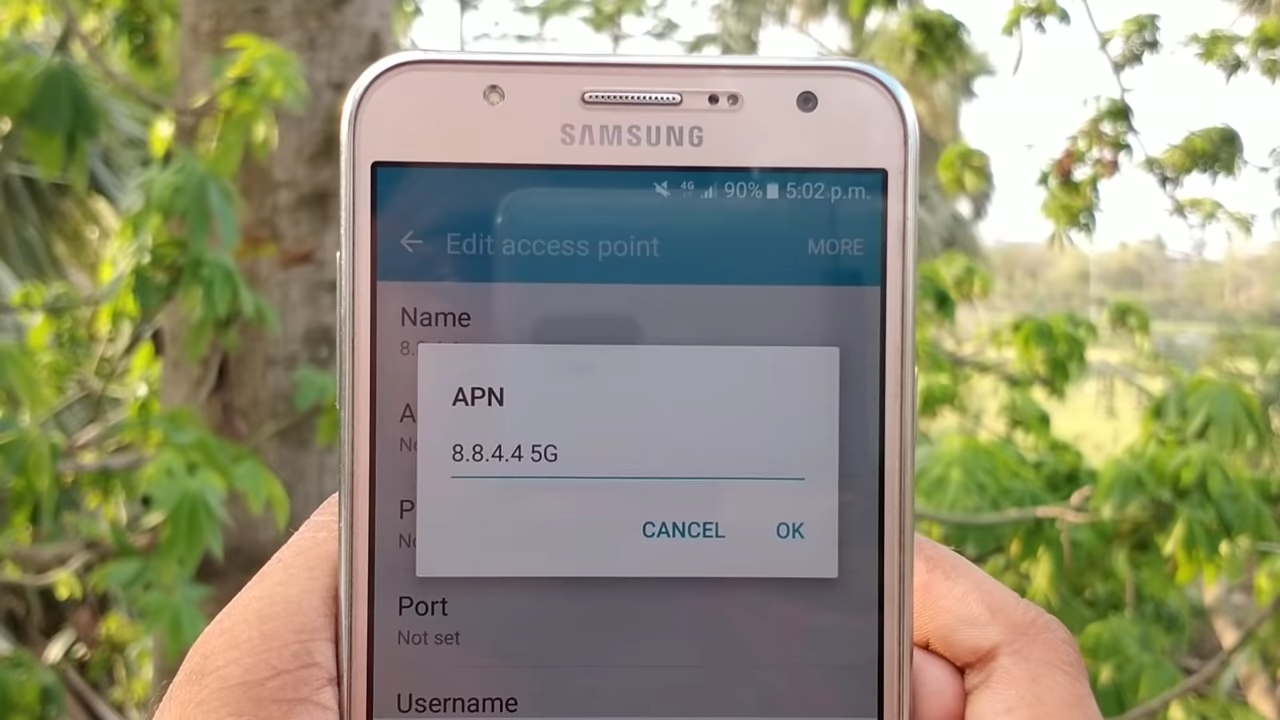 SAMSUNG
4G 90% 5:02 p.m.
Edit access point MORE
Name
APN
8.8.4.4 5G
CANCEL OK
Port
Not set
Username